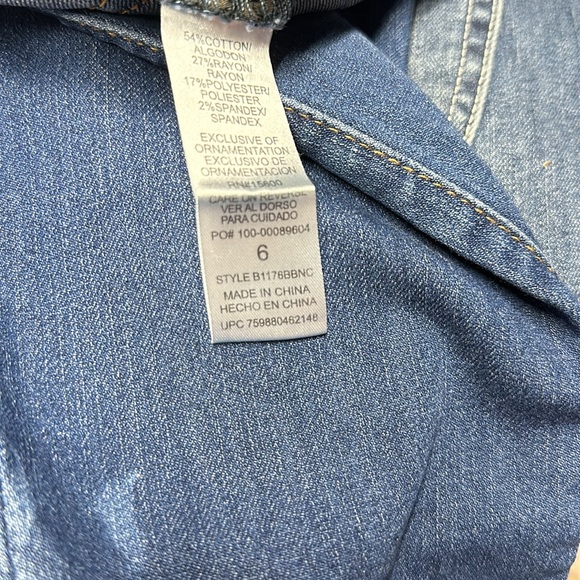 54%COTTON/
ALGODON
27%RAYON/
RAYON
17%POLYESTER/
POLIESTER
2%SPANDEX/
SPANDEX
EXCLUSIVE OF
ORNAMENTATION
EXCLUSIVO DE
ORNAMENTACION
RN#15600
CARE ON REVERSE
VER AL DORSO
PARA CUIDADO
PO# 100-00089604
6
STYLE B1176BBNC
MADE IN CHINA
HECHO EN CHINA
UPC 759880462148